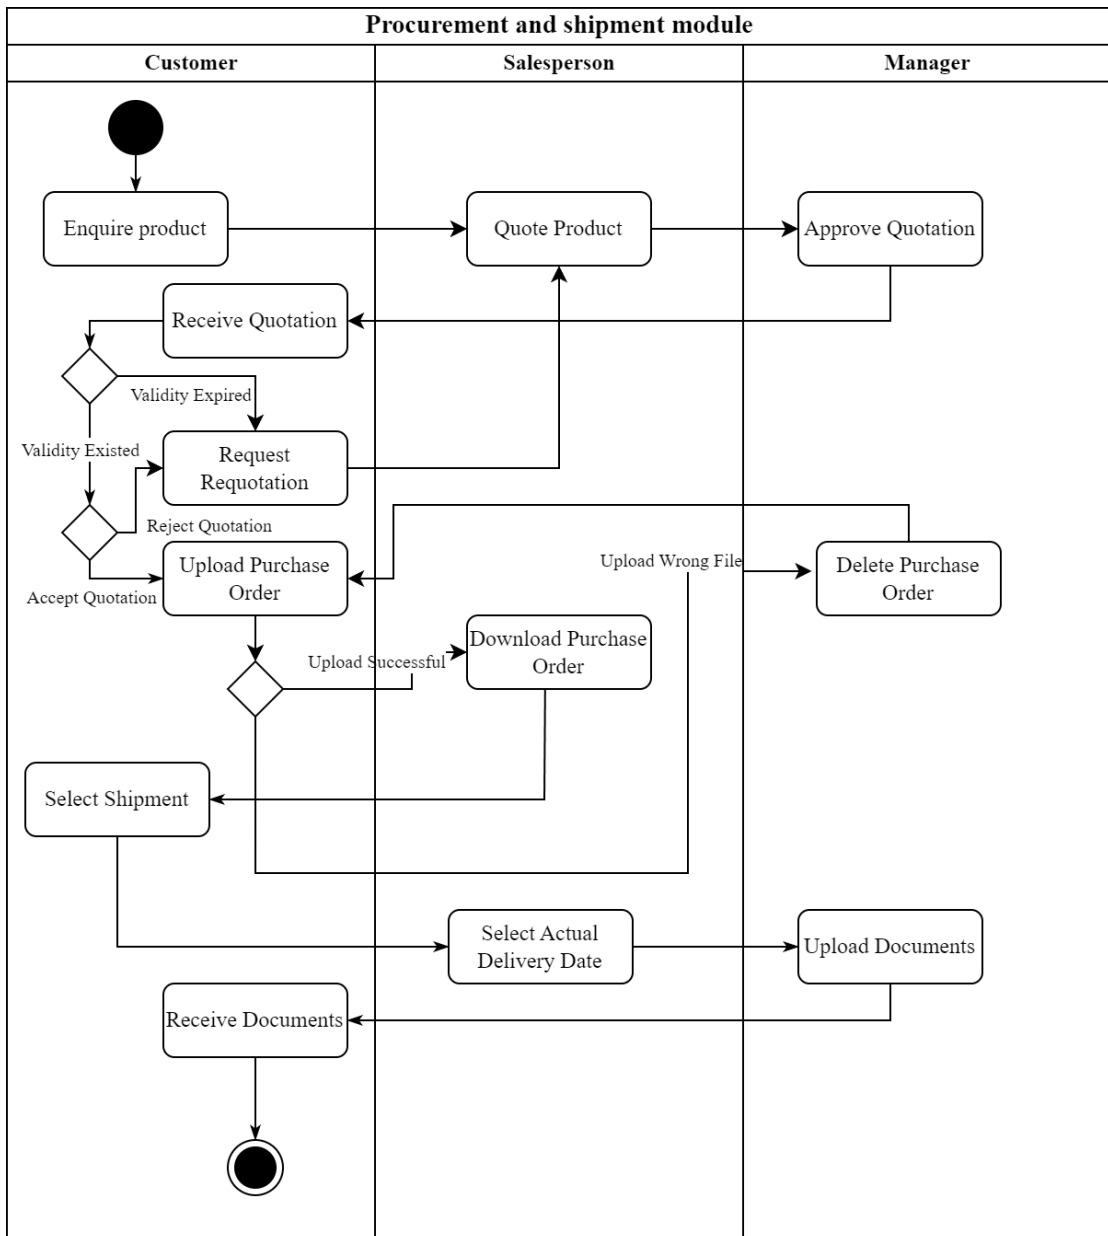 Procurement and shipment module
Customer
Salesperson
Manager
Enquire product
Quote Product
Approve Quotation
Receive Quotation
Validity Expired
Validity Existed
Request
Requotation
Reject Quotation
Upload Purchase
Order
Accept Quotation
Upload Wrong File
Delete Purchase
Order
Download Purchase
Order
Upload Successful
Select Shipment
Select Actual
Delivery Date
Upload Documents
Receive Documents